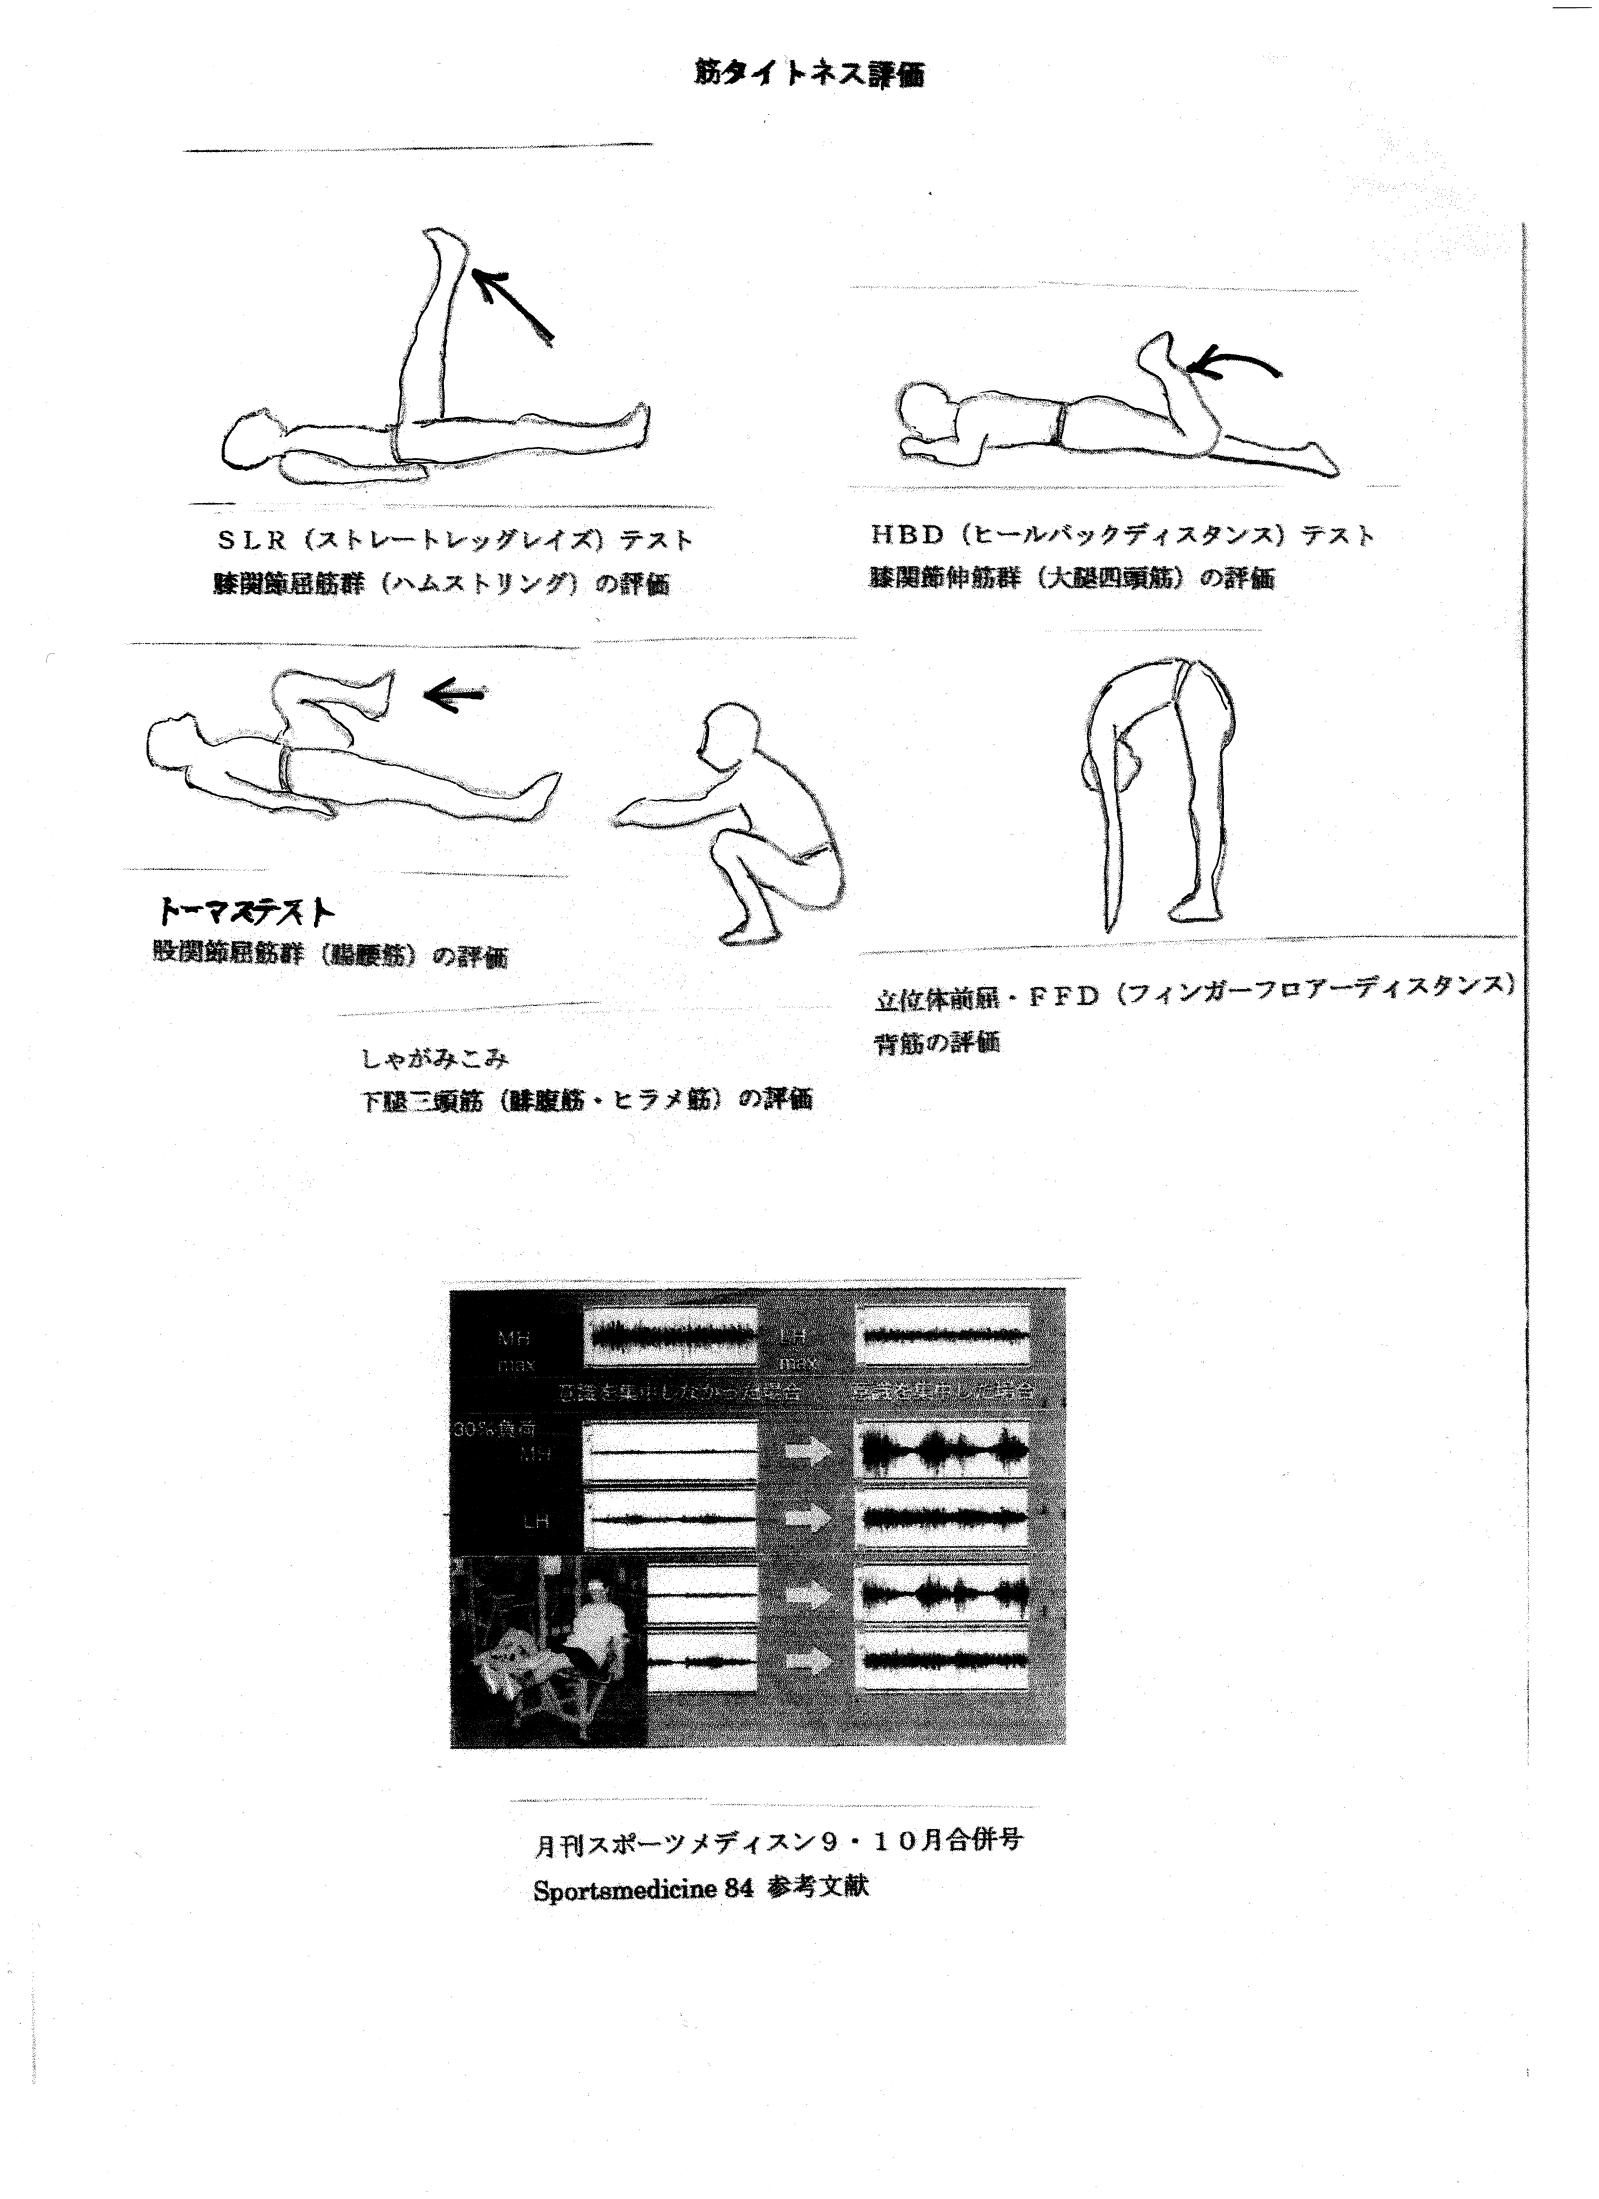 筋タイトネス評価
SLR（ストレートレッグレイズ）テスト
膝関節屈筋群（ハムストリング）の評価
HBD（ヒールバックディスタンス）テスト
膝関節伸筋群（大腿四頭筋）の評価
トーマステスト
股関節屈筋群（腸腰筋）の評価
しゃがみこみ
下腿三頭筋（腓腹筋・ヒラメ筋）の評価
立位体前屈・FFD（フィンガーフロアーディスタンス）
背筋の評価
MH
max
LH
max
意識を集中しなかった場合
意識を集中した場合
30%負荷
MH
LH
月刊スポーツメディスン9・10月合併号
Sportsmedicine 84 参考文献